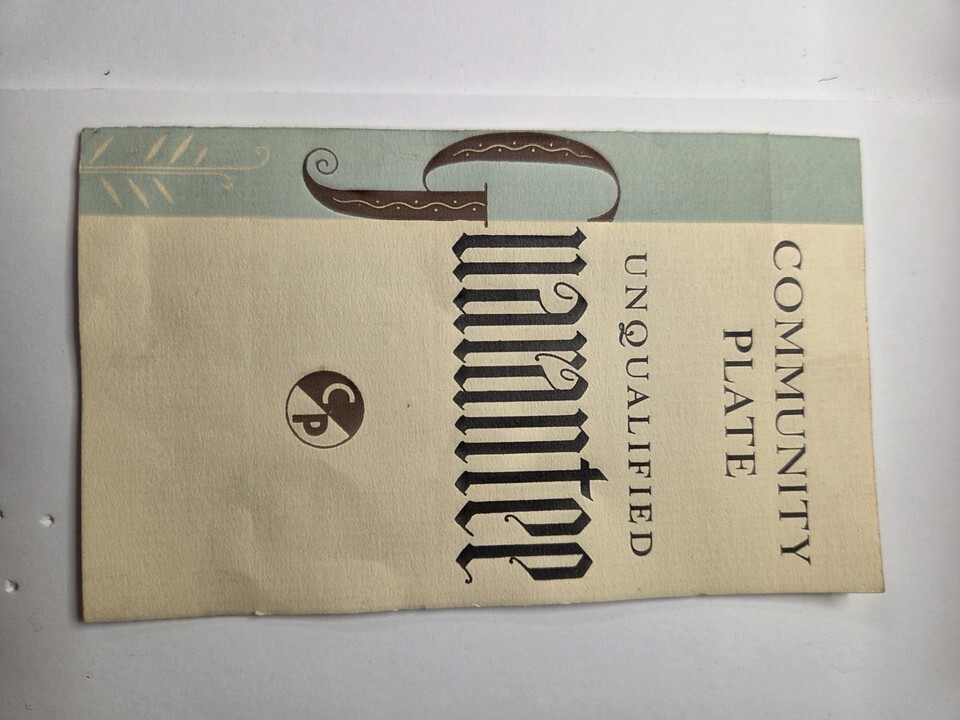 COMMUNITY
PLATE
UNQUALIFIED
Guarantee
CP